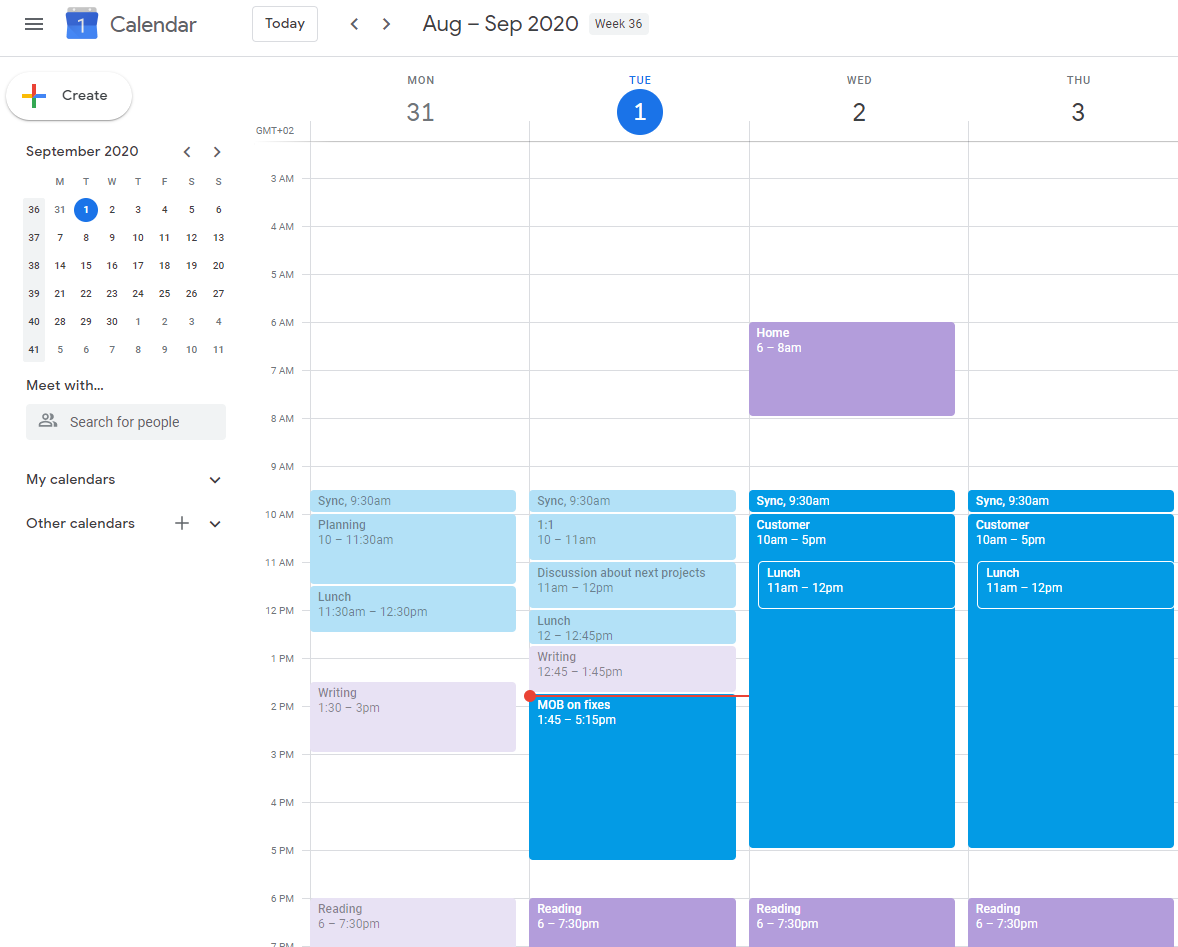 1 Calendar
Today
Aug – Sep 2020
Week 36
Create
September 2020
M T W T F S S
36 31 1 2 3 4 5 6
37 7 8 9 10 11 12 13
38 14 15 16 17 18 19 20
39 21 22 23 24 25 26 27
40 28 29 30 1 2 3 4
41 5 6 7 8 9 10 11
Meet with...
Search for people
My calendars
Other calendars
GMT+02
MON
31
TUE
1
WED
2
THU
3
3 AM
4 AM
5 AM
6 AM
7 AM
8 AM
9 AM
10 AM
11 AM
12 PM
1 PM
2 PM
3 PM
4 PM
5 PM
6 PM
7 PM
Sync, 9:30am
Planning
10 – 11:30am
Lunch
11:30am – 12:30pm
Writing
1:30 – 3pm
Reading
6 – 7:30pm
Sync, 9:30am
1:1
10 – 11am
Discussion about next projects
11am – 12pm
Lunch
12 – 12:45pm
Writing
12:45 – 1:45pm
MOB on fixes
1:45 – 5:15pm
Reading
6 – 7:30pm
Home
6 – 8am
Sync, 9:30am
Customer
10am – 5pm
Lunch
11am – 12pm
Reading
6 – 7:30pm
Sync, 9:30am
Customer
10am – 5pm
Lunch
11am – 12pm
Reading
6 – 7:30pm